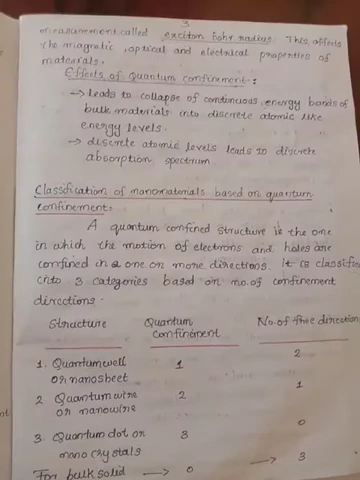 3
measurement called exciton bohr radius. This affects
the magnetic, optical and electrical properties of
materials.
Effects of Quantum confinement:
→ leads to collapse of continuous energy bands of
bulk materials into discrete atomic like
energy levels.
→ discrete atomic levels leads to discrete
absorption spectrum
Classification of nanomaterials based on quantum
confinement:
A quantum confined structure is the one
in which the motion of electrons and holes are
confined in one or more directions. It is classified
into 3 categories based on no. of confinement
directions.
Structure Quantum confinement No. of free direction
1. Quantum well or nanosheet 1 2
2. Quantum wire or nanowire 2 1
3. Quantum dot or nano crystals 3 0
For bulk solid → 0 → 3